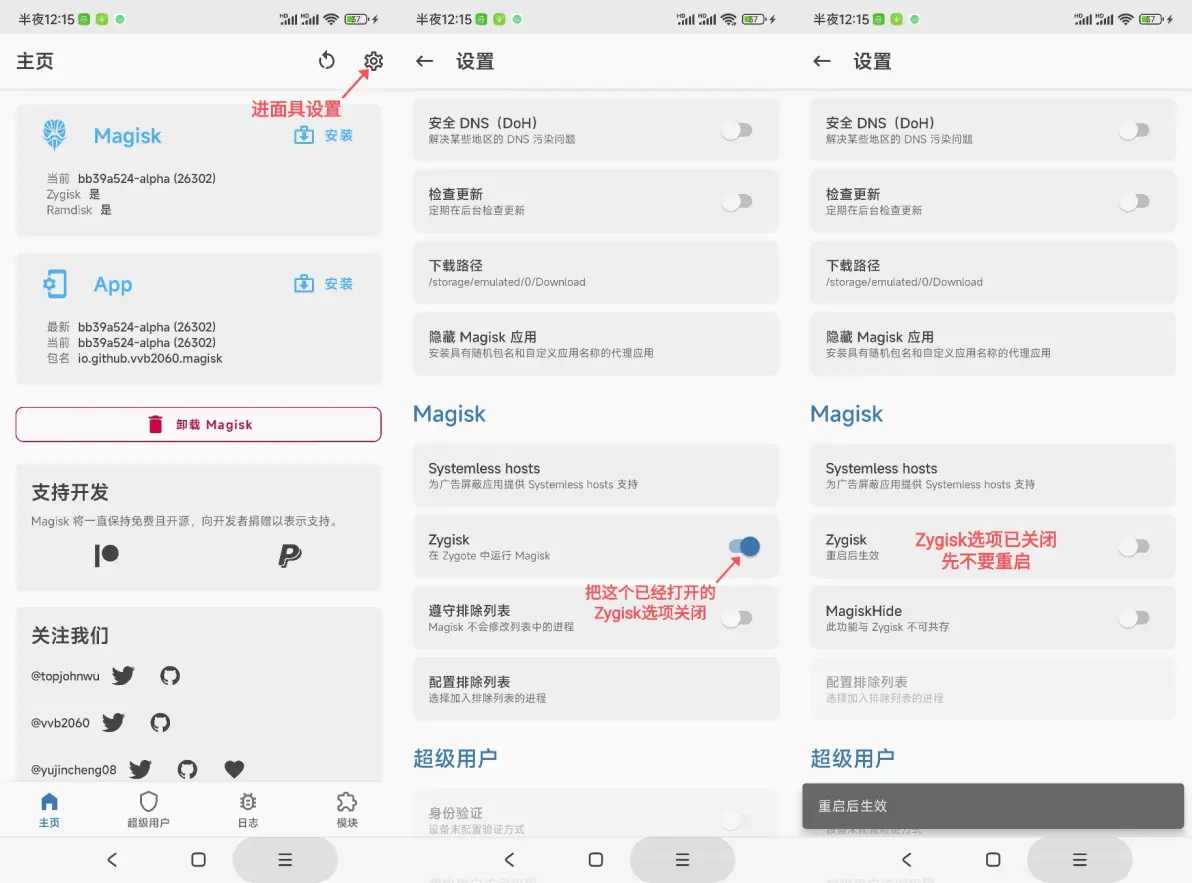 半夜12:15
57
主页
进面具设置
Magisk
安装
当前 bb39a524-alpha (26302)
Zygisk 是
Ramdisk 是
App
安装
最新 bb39a524-alpha (26302)
当前 bb39a524-alpha (26302)
包名 io.github.vvb2060.magisk
卸载 Magisk
支持开发
Magisk 将一直保持免费且开源，向开发者捐赠以表示支持。
关注我们
@topjohnwu
@vvb2060
@yujincheng08
主页
超级用户
日志
模块
半夜12:15
57
设置
安全 DNS（DoH)
解决某些地区的 DNS 污染问题
检查更新
定期在后台检查更新
下载路径
/storage/emulated/0/Download
隐藏 Magisk 应用
安装具有随机包名和自定义应用名称的代理应用
Magisk
Systemless hosts
为广告屏蔽应用提供 Systemless hosts 支持
Zygisk
在 Zygote 中运行 Magisk
把这个已经打开的
Zygisk选项关闭
遵守排除列表
Magisk 不会修改列表中的进程
配置排除列表
选择加入排除列表的进程
超级用户
身份验证
设备未配置验证方式
半夜12:15
57
设置
安全 DNS（DoH)
解决某些地区的 DNS 污染问题
检查更新
定期在后台检查更新
下载路径
/storage/emulated/0/Download
隐藏 Magisk 应用
安装具有随机包名和自定义应用名称的代理应用
Magisk
Systemless hosts
为广告屏蔽应用提供 Systemless hosts 支持
Zygisk
重启后生效
Zygisk选项已关闭
先不要重启
MagiskHide
此功能与 Zygisk 不可共存
配置排除列表
选择加入排除列表的进程
超级用户
重启后生效